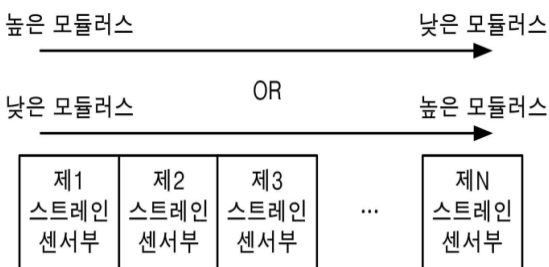 높은 모듈러스 낮은 모듈러스
OR
낮은 모듈러스 높은 모듈러스
제1 제2 제3 제N
스트레인 스트레인 스트레인 ... 스트레인
센서부 센서부 센서부 센서부